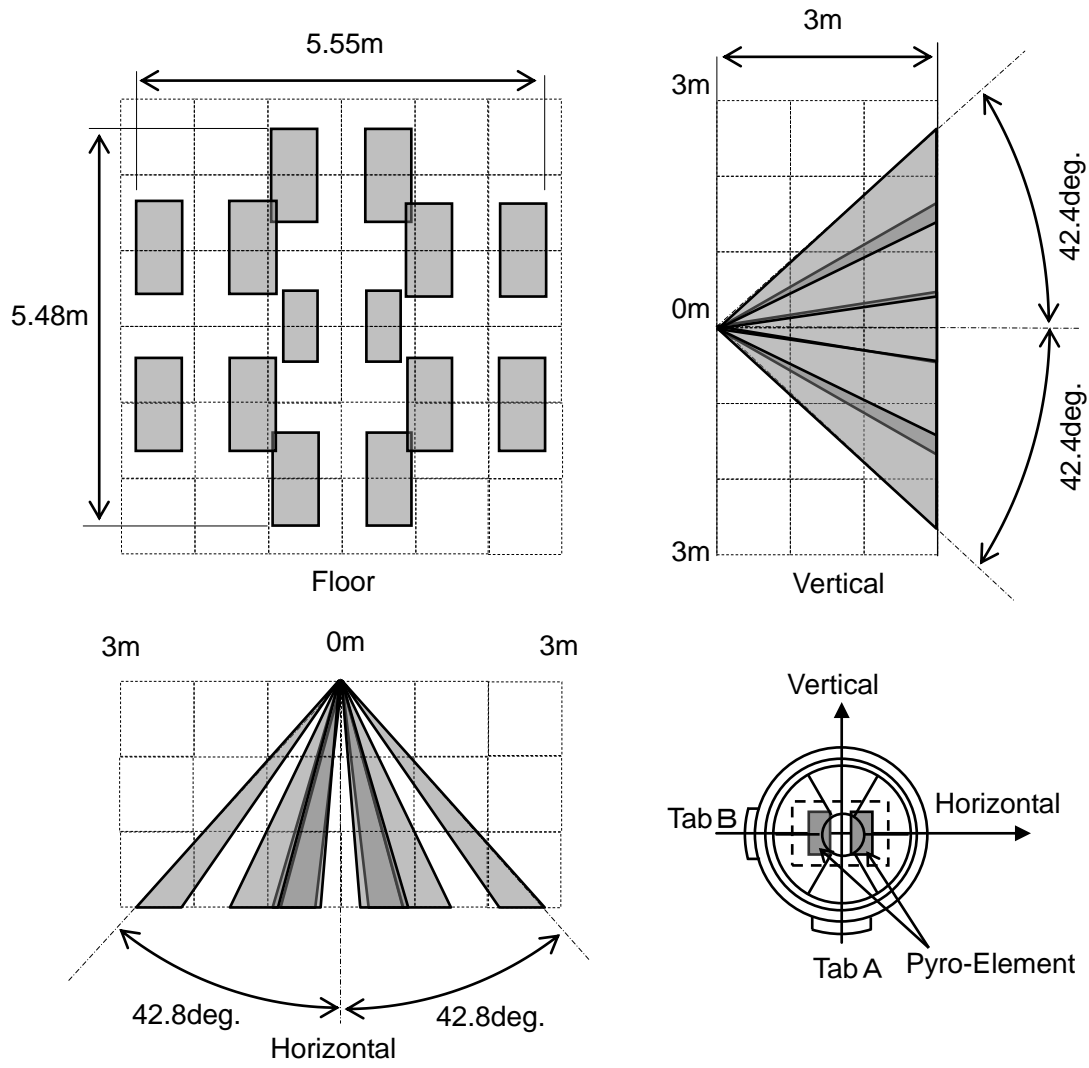 5.55m
5.48m
Floor
3m
3m
0m
3m
42.4deg.
42.4deg.
Vertical
3m
0m
3m
42.8deg.
42.8deg.
Horizontal
Vertical
Horizontal
Tab B
Tab A
Pyro-Element